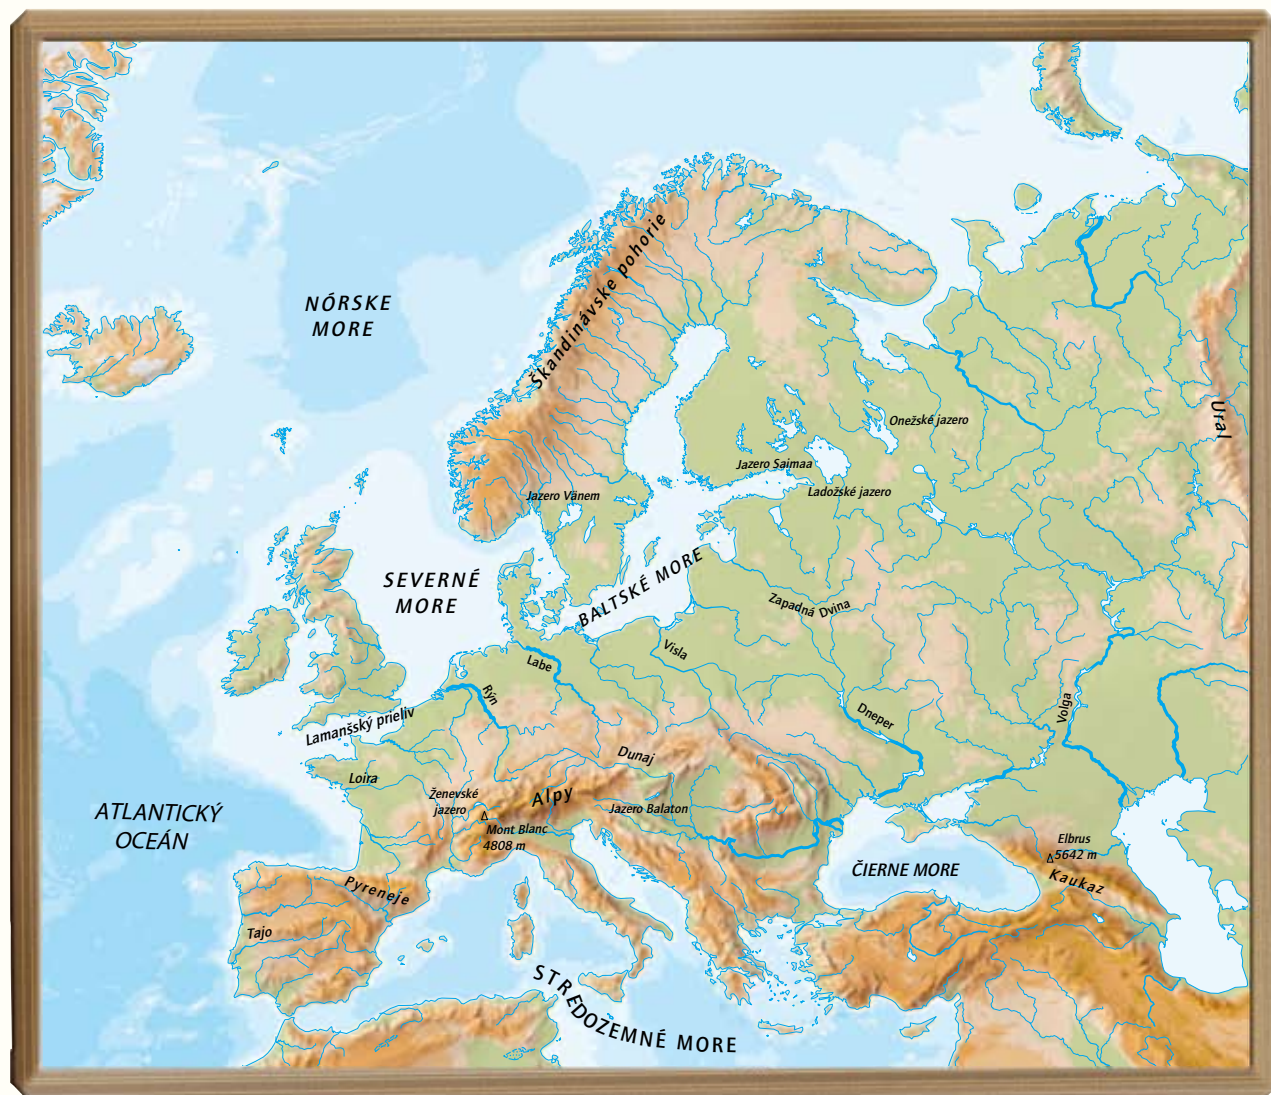 NÓRSKE
MORE
Škandinávske pohorie
Ural
Onežské jazero
Jazero Saimaa
Ladožské jazero
Jazero Vänem
SEVERNÉ
MORE
BALTSKÉ MORE
Zapadná Dvina
Visla
Labe
Rýn
Lamanšský prieliv
Dneper
Volga
Dunaj
Loira
Ženevské
jazero
Alpy
Jazero Balaton
Mont Blanc
4808 m
ATLANTICKÝ
OCEÁN
Elbrus
5642 m
Kaukaz
ČIERNE MORE
Pyreneje
Tajo
STREDOZEMNÉ MORE